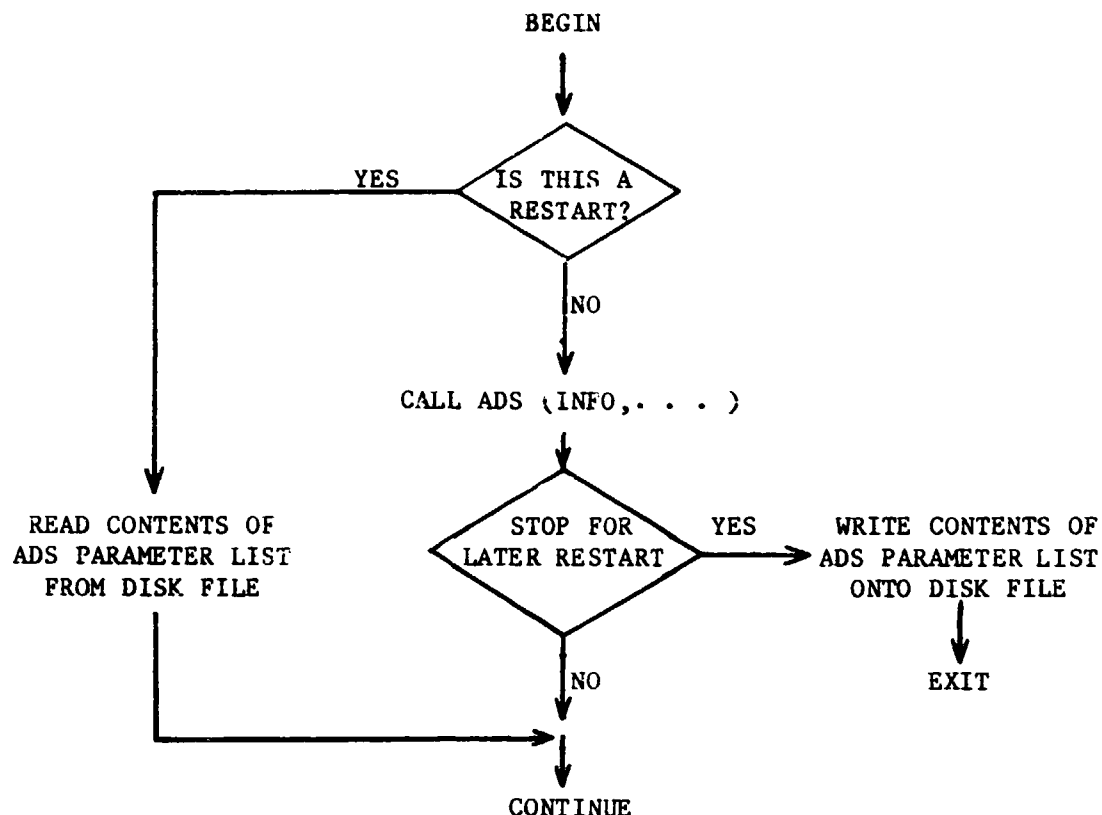 BEGIN
YES
IS THIS A
RESTART?
NO
CALL ADS (INFO,. . . )
READ CONTENTS OF
ADS PARAMETER LIST
FROM DISK FILE
STOP FOR
LATER RESTART
YES
WRITE CONTENTS OF
ADS PARAMETER LIST
ONTO DISK FILE
NO
EXIT
CONTINUE